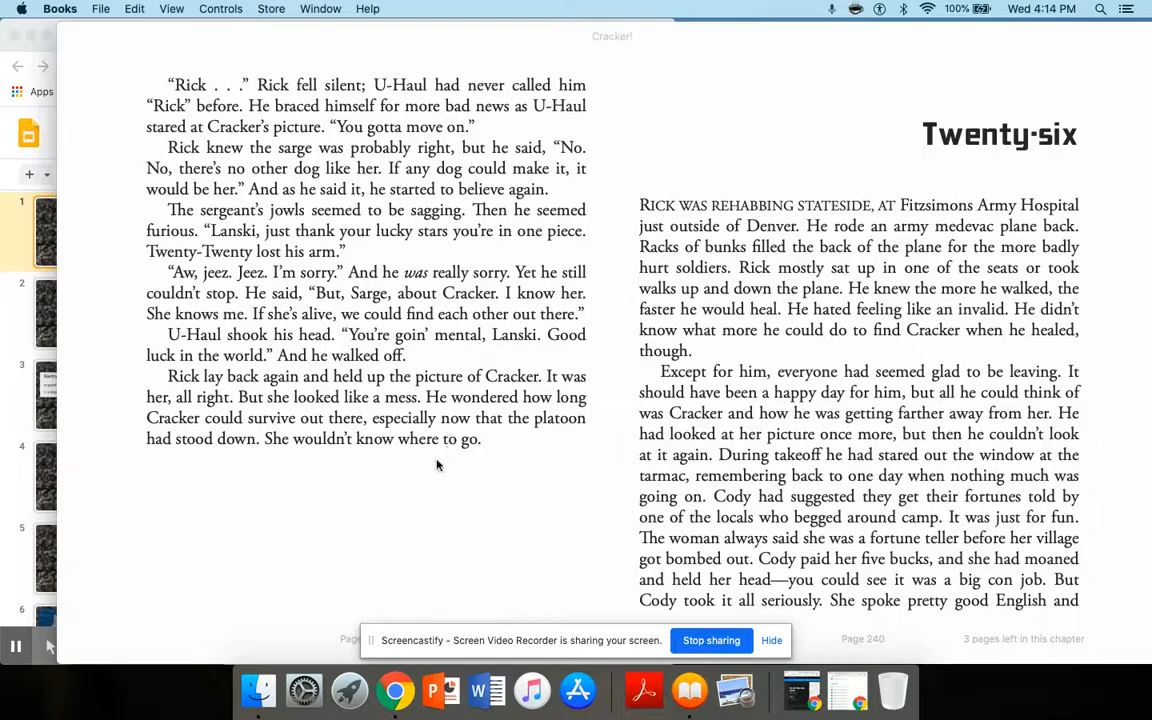 Books File Edit View Controls Store Window Help 100% Wed 4:14 PM
Cracker!
Apps
“Rick . . .” Rick fell silent; U-Haul had never called him
“Rick” before. He braced himself for more bad news as U-Haul
stared at Cracker’s picture. “You gotta move on.”
Rick knew the sarge was probably right, but he said, “No.
No, there’s no other dog like her. If any dog could make it, it
would be her.” And as he said it, he started to believe again.
The sergeant’s jowls seemed to be sagging. Then he seemed
furious. “Lanski, just thank your lucky stars you’re in one piece.
Twenty-Twenty lost his arm.”
“Aw, jeez. Jeez. I’m sorry.” And he was really sorry. Yet he still
couldn’t stop. He said, “But, Sarge, about Cracker. I know her.
She knows me. If she’s alive, we could find each other out there.”
U-Haul shook his head. “You’re goin’ mental, Lanski. Good
luck in the world.” And he walked off.
Rick lay back again and held up the picture of Cracker. It was
her, all right. But she looked like a mess. He wondered how long
Cracker could survive out there, especially now that the platoon
had stood down. She wouldn’t know where to go.
Twenty-six
RICK WAS REHABBING STATESIDE, AT Fitzsimons Army Hospital
just outside of Denver. He rode an army medevac plane back.
Racks of bunks filled the back of the plane for the more badly
hurt soldiers. Rick mostly sat up in one of the seats or took
walks up and down the plane. He knew the more he walked, the
faster he would heal. He hated feeling like an invalid. He didn’t
know what more he could do to find Cracker when he healed,
though.
Except for him, everyone had seemed glad to be leaving. It
should have been a happy day for him, but all he could think of
was Cracker and how he was getting farther away from her. He
had looked at her picture once more, but then he couldn’t look
at it again. During takeoff he had stared out the window at the
tarmac, remembering back to one day when nothing much was
going on. Cody had suggested they get their fortunes told by
one of the locals who begged around camp. It was just for fun.
The woman always said she was a fortune teller before her village
got bombed out. Cody paid her five bucks, and she had moaned
and held her head—you could see it was a big con job. But
Cody took it all seriously. She spoke pretty good English and
1
2
3
4
5
6
Page 240
3 pages left in this chapter
Screencastify - Screen Video Recorder is sharing your screen. Stop sharing Hide